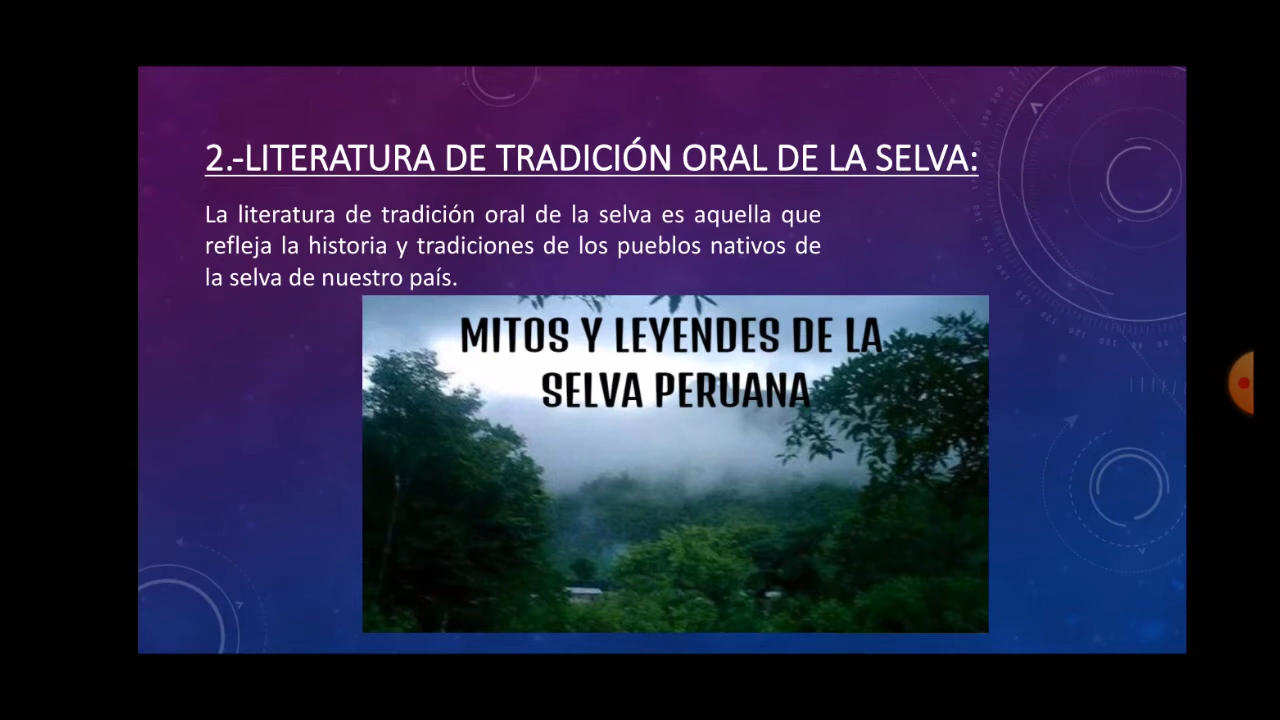 2.-LITERATURA DE TRADICIÓN ORAL DE LA SELVA:
La literatura de tradición oral de la selva es aquella que
refleja la historia y tradiciones de los pueblos nativos de
la selva de nuestro país.
MITOS Y LEYENDES DE LA
SELVA PERUANA